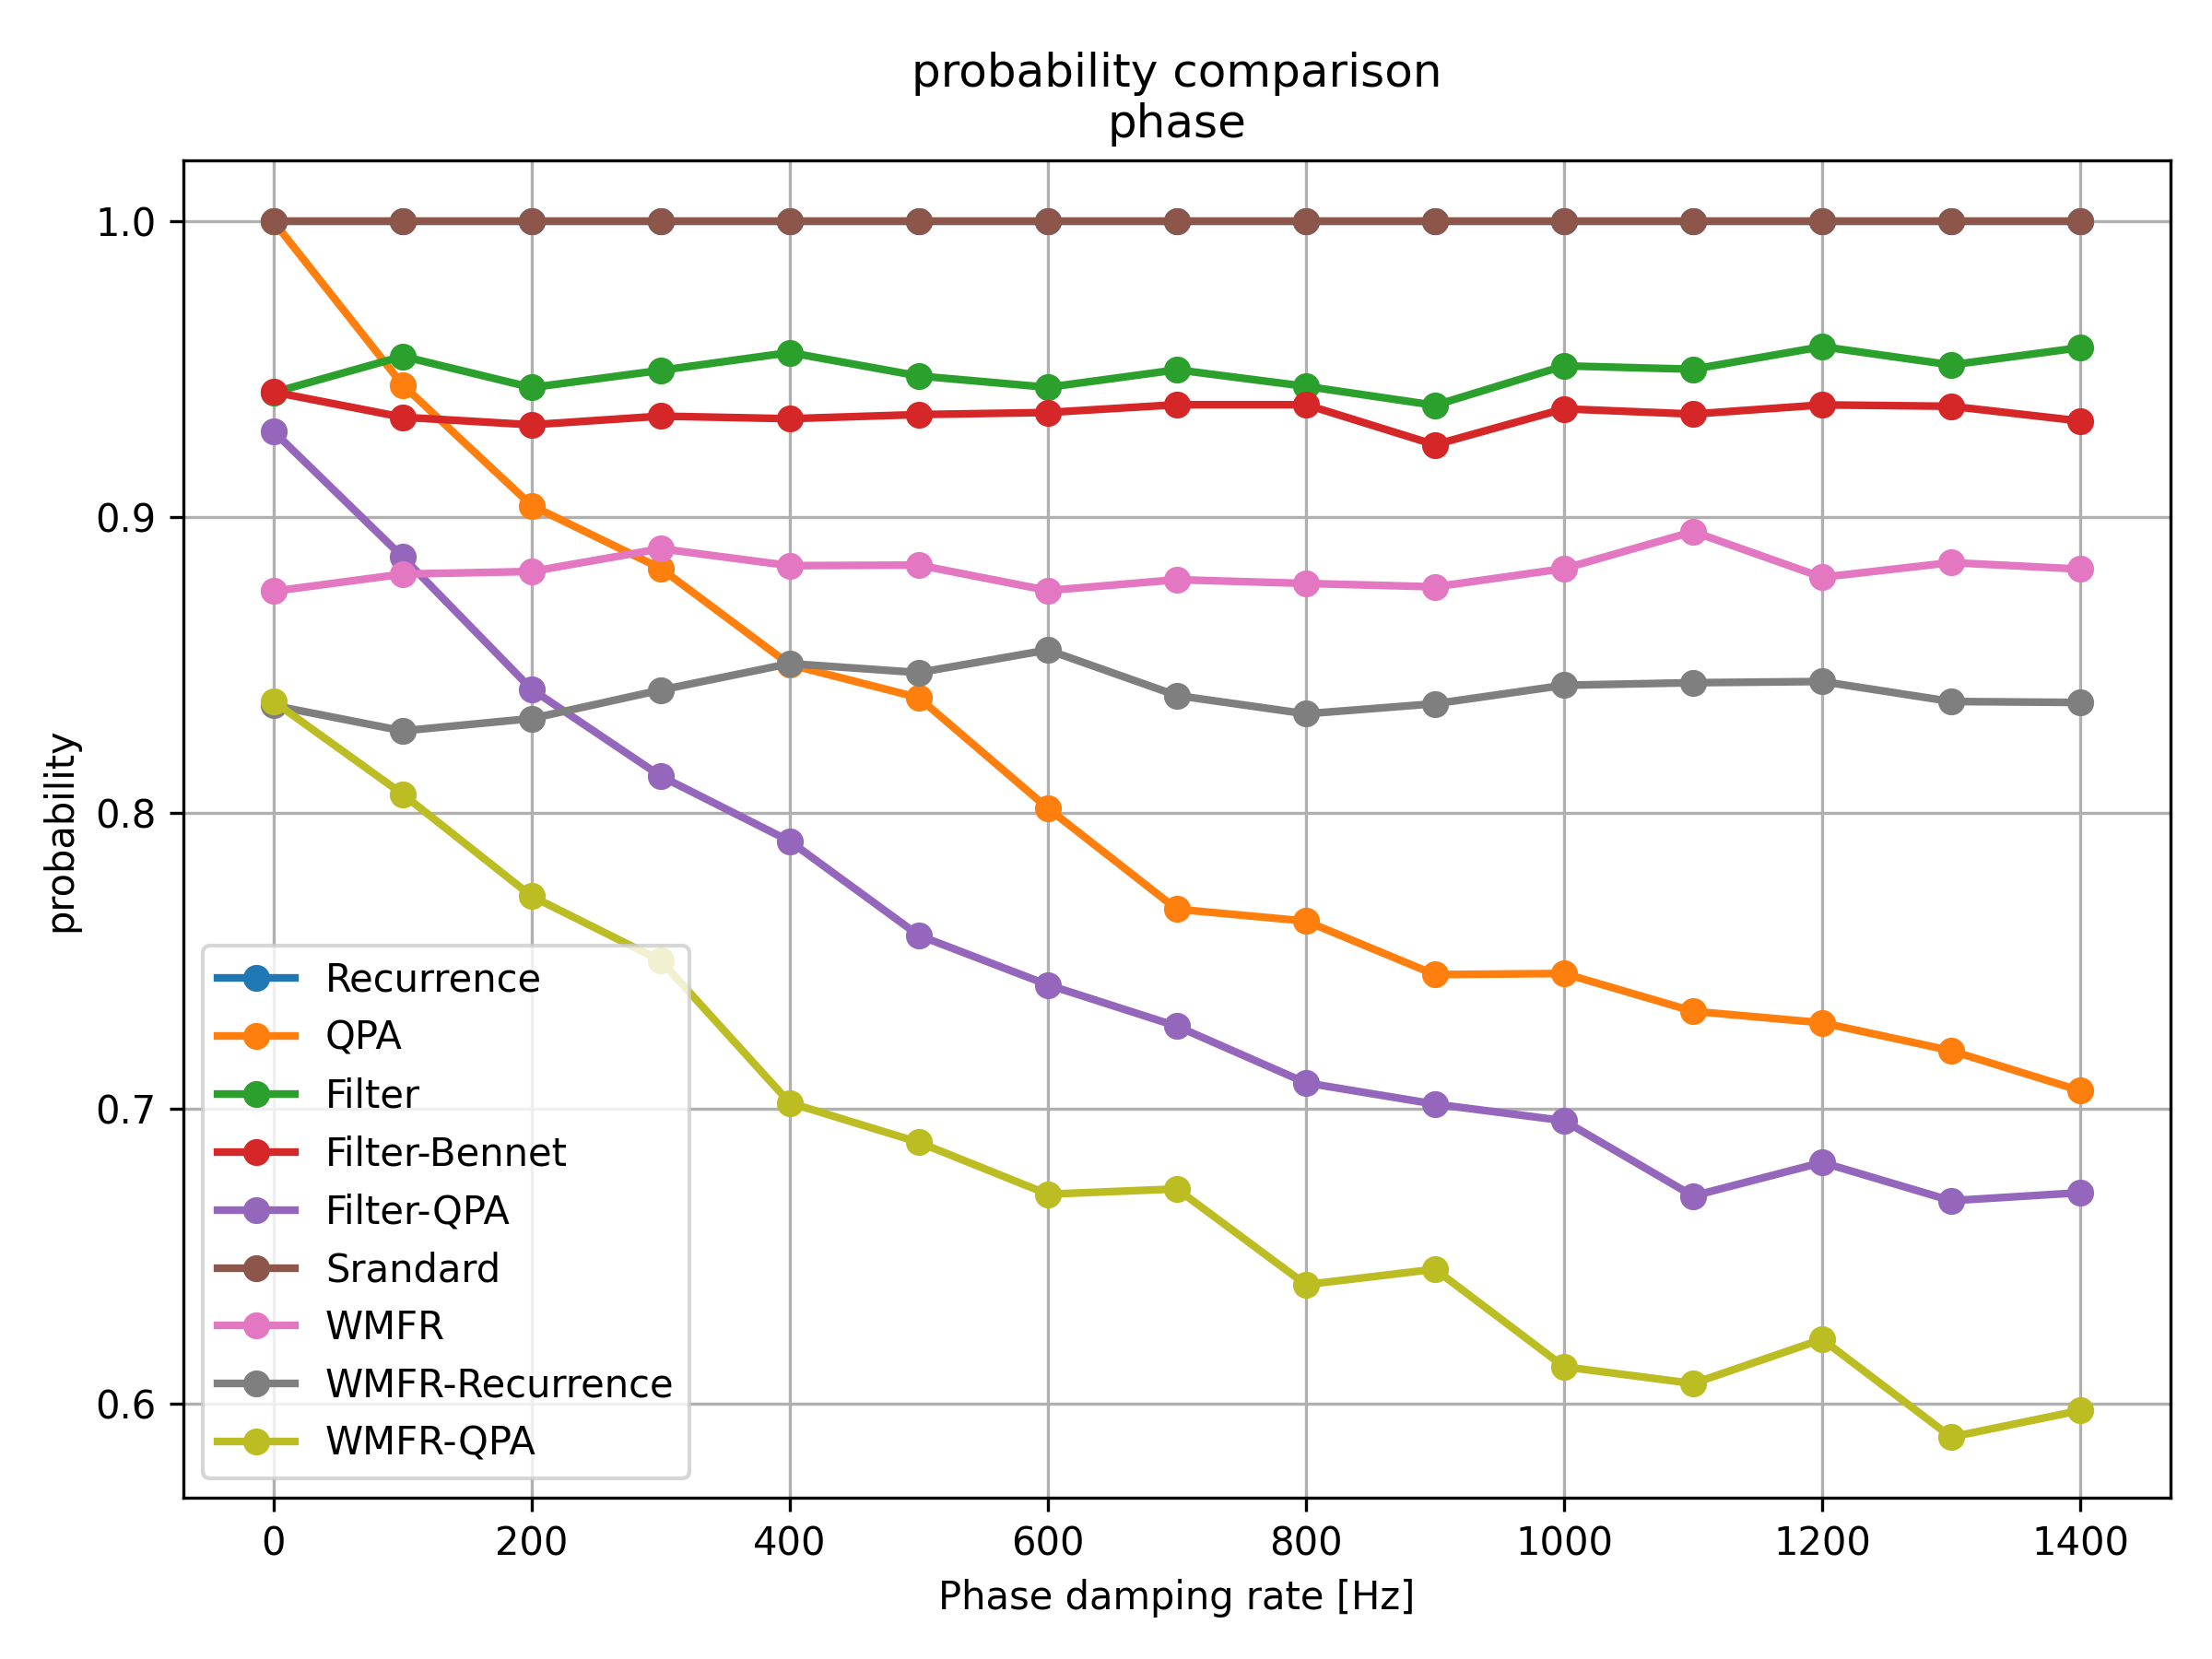 probability comparison
phase
1.0
0.9
0.8
0.7
0.6
probability
Recurrence
QPA
Filter
Filter-Bennet
Filter-QPA
Srandard
WMFR
WMFR-Recurrence
WMFR-QPA
0 200 400 600 800 1000 1200 1400
Phase damping rate [Hz]